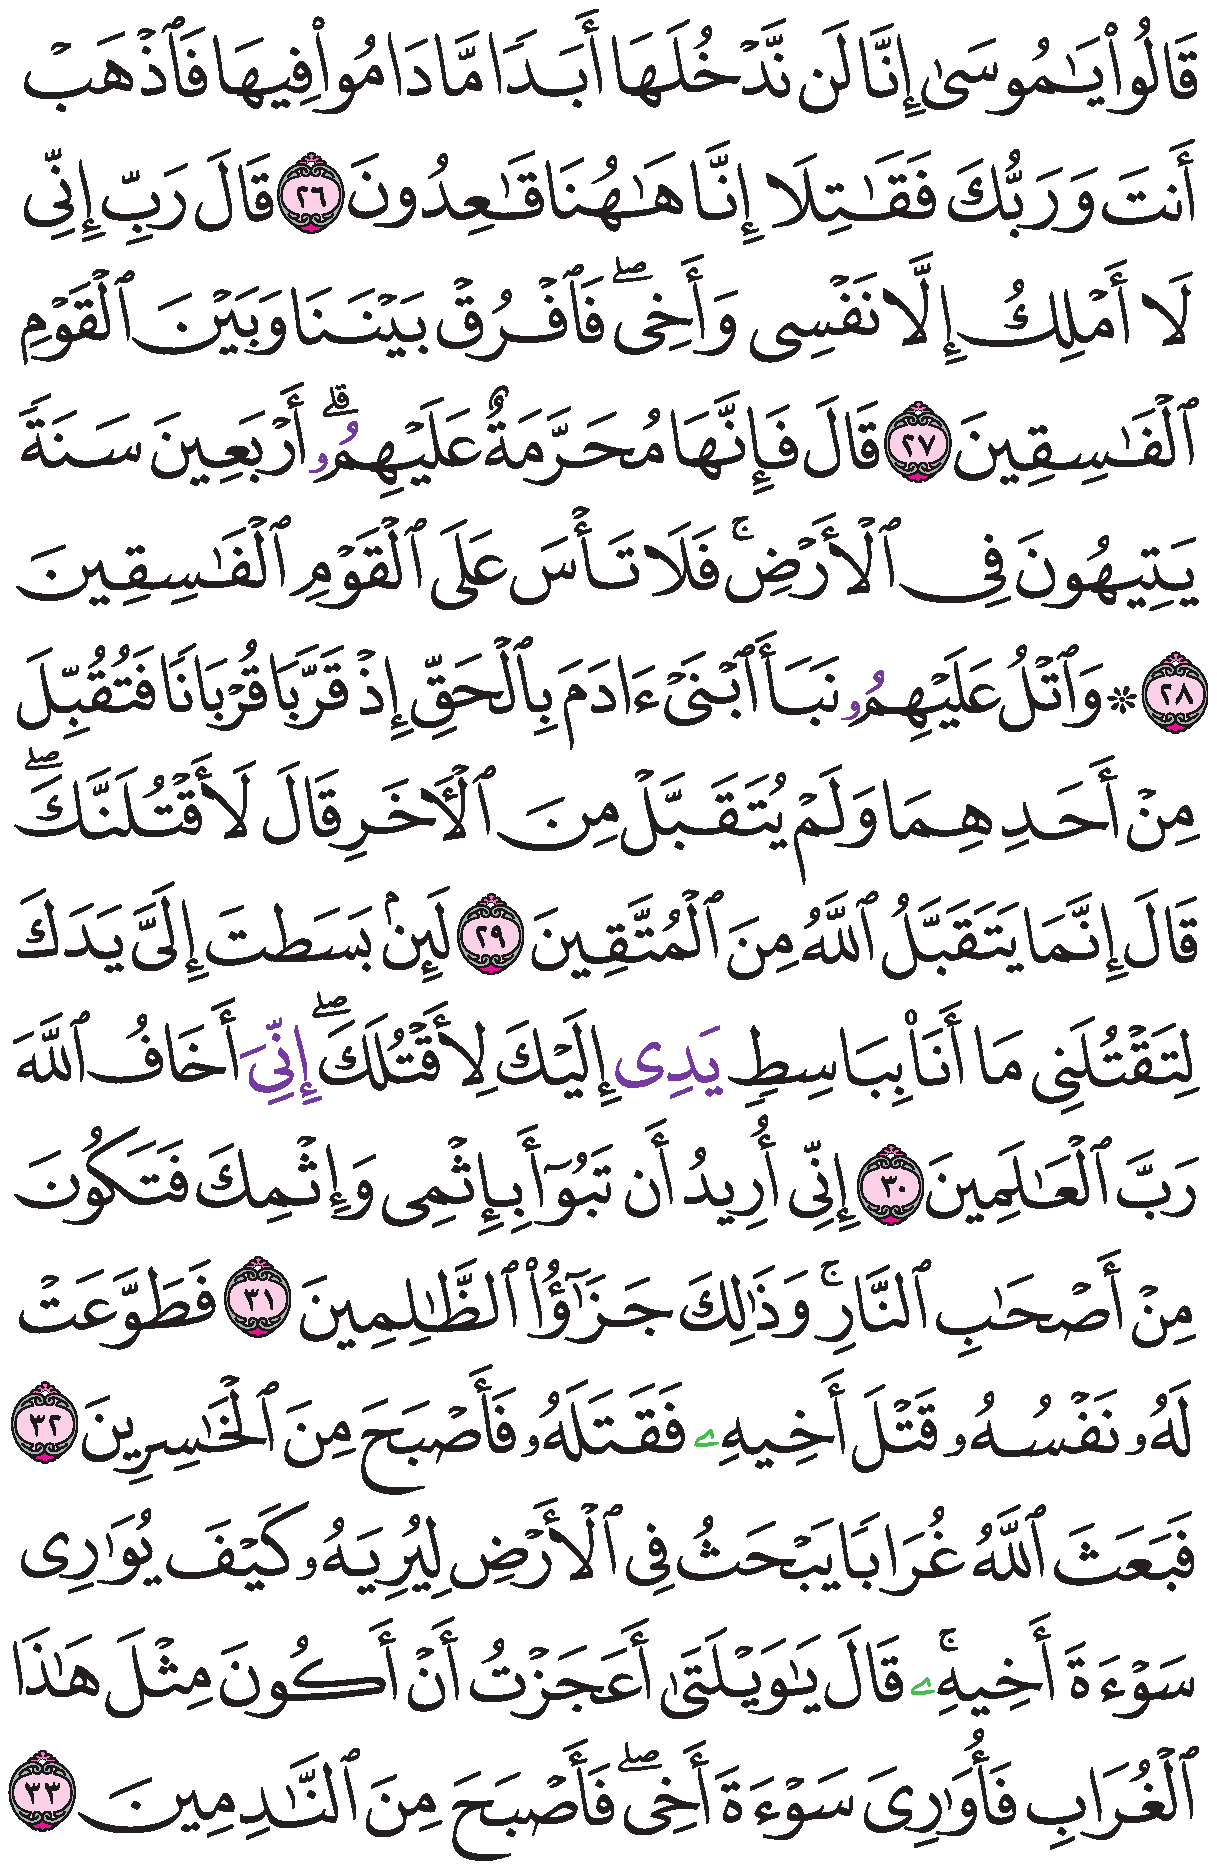 قَالُواْ يَٰمُوسَىٰ إِنَّا لَن نَّدۡخُلَهَا أَبَدٗا مَّا دَامُواْ فِيهَا فَٱذۡهَبۡ
أَنتَ وَرَبُّكَ فَقَٰتِلَا إِنَّا هَٰهُنَا قَٰعِدُونَ ٢٦ قَالَ رَبِّ إِنِّي
لَا أَمۡلِكُ إِلَّا نَفۡسِي وَأَخِيۖ فَٱفۡرُقۡ بَيۡنَنَا وَبَيۡنَ ٱلۡقَوۡمِ
ٱلۡفَٰسِقِينَ ٢٧ قَالَ فَإِنَّهَا مُحَرَّمَةٌ عَلَيۡهِمُۥۗ أَرۡبَعِينَ سَنَةٗ
يَتِيهُونَ فِي ٱلۡأَرۡضِۚ فَلَا تَأۡسَ عَلَى ٱلۡقَوۡمِ ٱلۡفَٰسِقِينَ
٢٨ ۞ وَٱتۡلُ عَلَيۡهِمُۥ نَبَأَ ٱبۡنَيۡ ءَادَمَ بِٱلۡحَقِّ إِذۡ قَرَّبَا قُرۡبَانٗا فَتُقُبِّلَ
مِنۡ أَحَدِهِمَا وَلَمۡ يُتَقَبَّلۡ مِنَ ٱلۡأٓخَرِ قَالَ لَأَقۡتُلَنَّكَۖ
قَالَ إِنَّمَا يَتَقَبَّلُ ٱللَّهُ مِنَ ٱلۡمُتَّقِينَ ٢٩ لَئِنۢ بَسَطتَ إِلَيَّ يَدَكَ
لِتَقۡتُلَنِي مَا أَنَا۠ بِبَاسِطٖ يَدِي إِلَيۡكَ لِأَقۡتُلَكَۖ إِنِّيَ أَخَافُ ٱللَّهَ
رَبَّ ٱلۡعَٰلَمِينَ ٣٠ إِنِّي أُرِيدُ أَن تَبُوٓأَ بِإِثۡمِي وَإِثۡمِكَ فَتَكُونَ
مِنۡ أَصۡحَٰبِ ٱلنَّارِۚ وَذَٰلِكَ جَزَٰٓؤُاْ ٱلظَّٰلِمِينَ ٣١ فَطَوَّعَتۡ
لَهُۥ نَفۡسُهُۥ قَتۡلَ أَخِيهِۦ فَقَتَلَهُۥ فَأَصۡبَحَ مِنَ ٱلۡخَٰسِرِينَ ٣٢
فَبَعَثَ ٱللَّهُ غُرَابٗا يَبۡحَثُ فِي ٱلۡأَرۡضِ لِيُرِيَهُۥ كَيۡفَ يُوَٰرِي
سَوۡءَةَ أَخِيهِۦۚ قَالَ يَٰوَيۡلَتَىٰ أَعَجَزۡتُ أَنۡ أَكُونَ مِثۡلَ هَٰذَا
ٱلۡغُرَابِ فَأُوَٰرِيَ سَوۡءَةَ أَخِيۖ فَأَصۡبَحَ مِنَ ٱلنَّٰدِمِينَ ٣٣